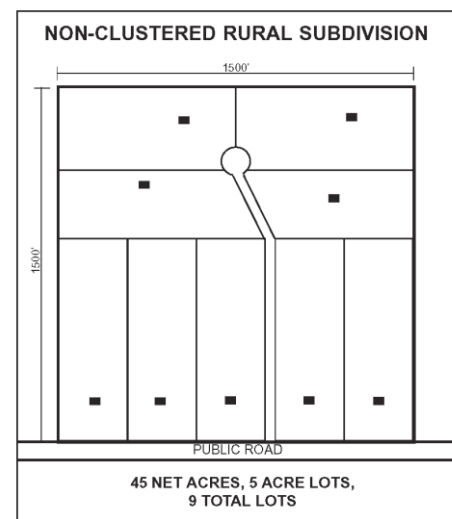 NON-CLUSTERED RURAL SUBDIVISION
1500'
1500'
PUBLIC ROAD
45 NET ACRES, 5 ACRE LOTS,
9 TOTAL LOTS